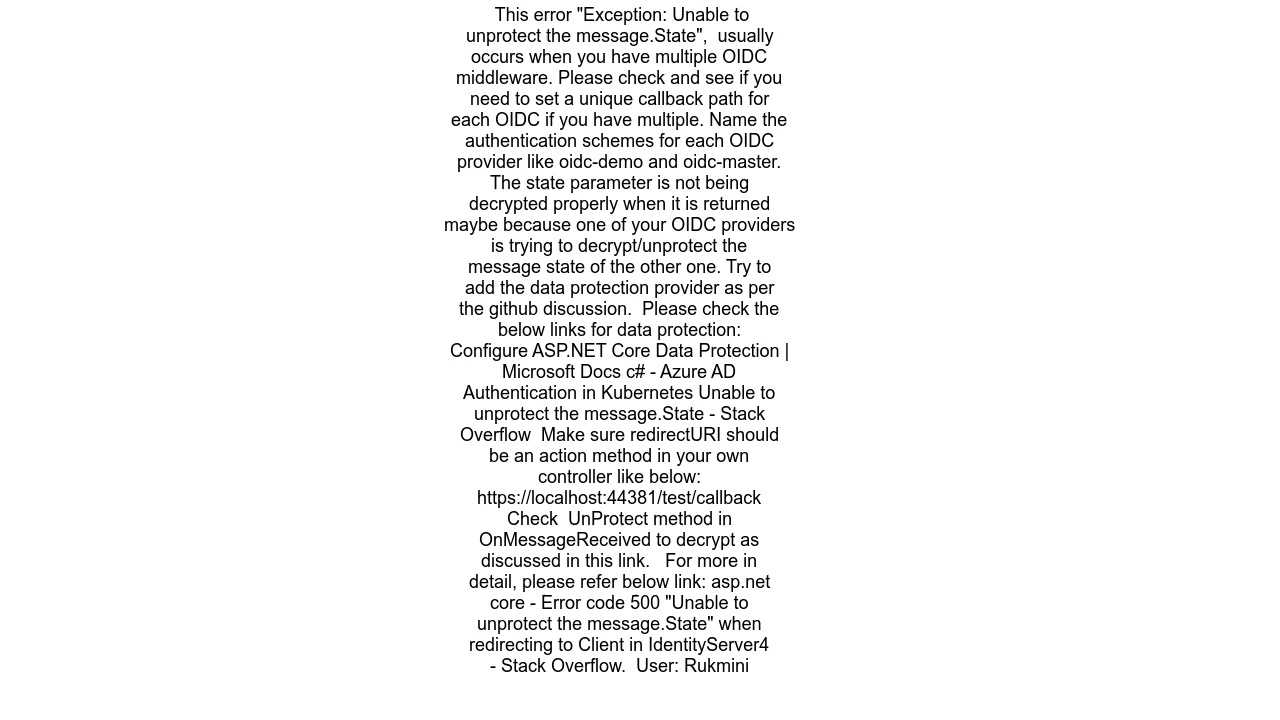 This error "Exception: Unable to
unprotect the message.State",  usually
occurs when you have multiple OIDC
middleware. Please check and see if you
need to set a unique callback path for
each OIDC if you have multiple. Name the
authentication schemes for each OIDC
provider like oidc-demo and oidc-master.
The state parameter is not being
decrypted properly when it is returned
maybe because one of your OIDC providers
is trying to decrypt/unprotect the
message state of the other one. Try to
add the data protection provider as per
the github discussion.  Please check the
below links for data protection:
Configure ASP.NET Core Data Protection |
Microsoft Docs c# - Azure AD
Authentication in Kubernetes Unable to
unprotect the message.State - Stack
Overflow  Make sure redirectURI should
be an action method in your own
controller like below:
https://localhost:44381/test/callback
Check  UnProtect method in
OnMessageReceived to decrypt as
discussed in this link.   For more in
detail, please refer below link: asp.net
core - Error code 500 "Unable to
unprotect the message.State" when
redirecting to Client in IdentityServer4
- Stack Overflow.  User: Rukmini